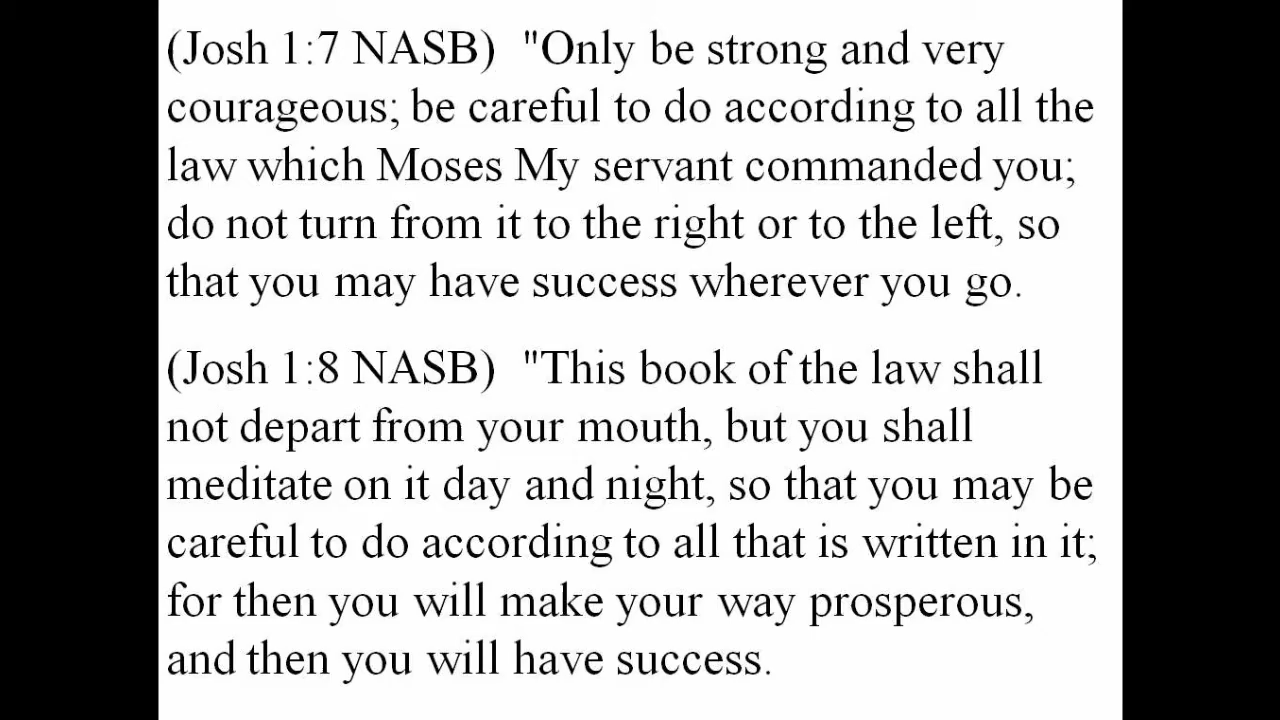 (Josh 1:7 NASB)  "Only be strong and very
courageous; be careful to do according to all the
law which Moses My servant commanded you;
do not turn from it to the right or to the left, so
that you may have success wherever you go.
(Josh 1:8 NASB)  "This book of the law shall
not depart from your mouth, but you shall
meditate on it day and night, so that you may be
careful to do according to all that is written in it;
for then you will make your way prosperous,
and then you will have success.